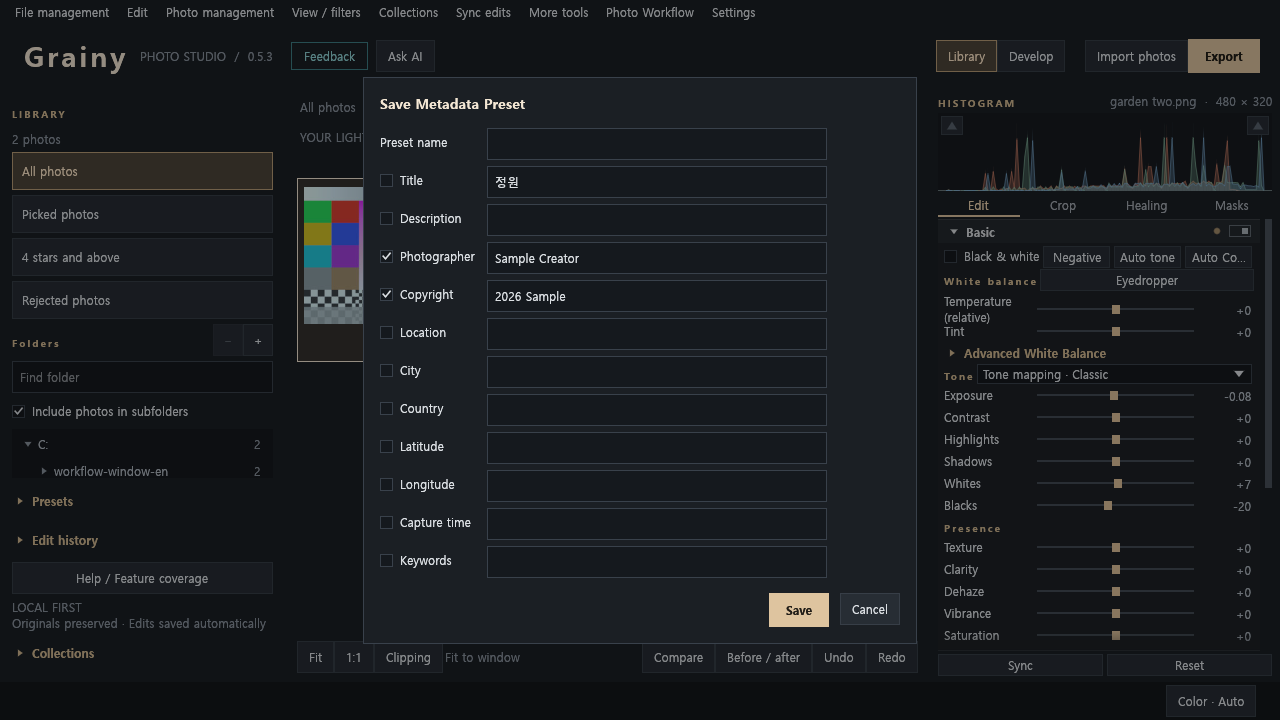 File management Edit Photo management View / filters Collections Sync edits More tools Photo Workflow Settings
Grainy PHOTO STUDIO / 0.5.3 Feedback Ask AI Library Develop Import photos Export
LIBRARY
2 photos
All photos
Picked photos
4 stars and above
Rejected photos
Folders − +
Find folder
Include photos in subfolders
C: 2
workflow-window-en 2
Presets
Edit history
Help / Feature coverage
LOCAL FIRST
Originals preserved · Edits saved automatically
Collections
All photos
YOUR LIGH
Save Metadata Preset
Preset name
Title 정원
Description
Photographer Sample Creator
Copyright 2026 Sample
Location
City
Country
Latitude
Longitude
Capture time
Keywords
Save Cancel
Fit 1:1 Clipping Fit to window Compare Before / after Undo Redo
HISTOGRAM garden two.png · 480 × 320
Edit Crop Healing Masks
Basic
Black & white Negative Auto tone Auto Co...
White balance Eyedropper
Temperature (relative) +0
Tint +0
Advanced White Balance
Tone Tone mapping · Classic
Exposure -0.08
Contrast +0
Highlights +0
Shadows +0
Whites +7
Blacks -20
Presence
Texture +0
Clarity +0
Dehaze +0
Vibrance +0
Saturation +0
Sync Reset
Color · Auto